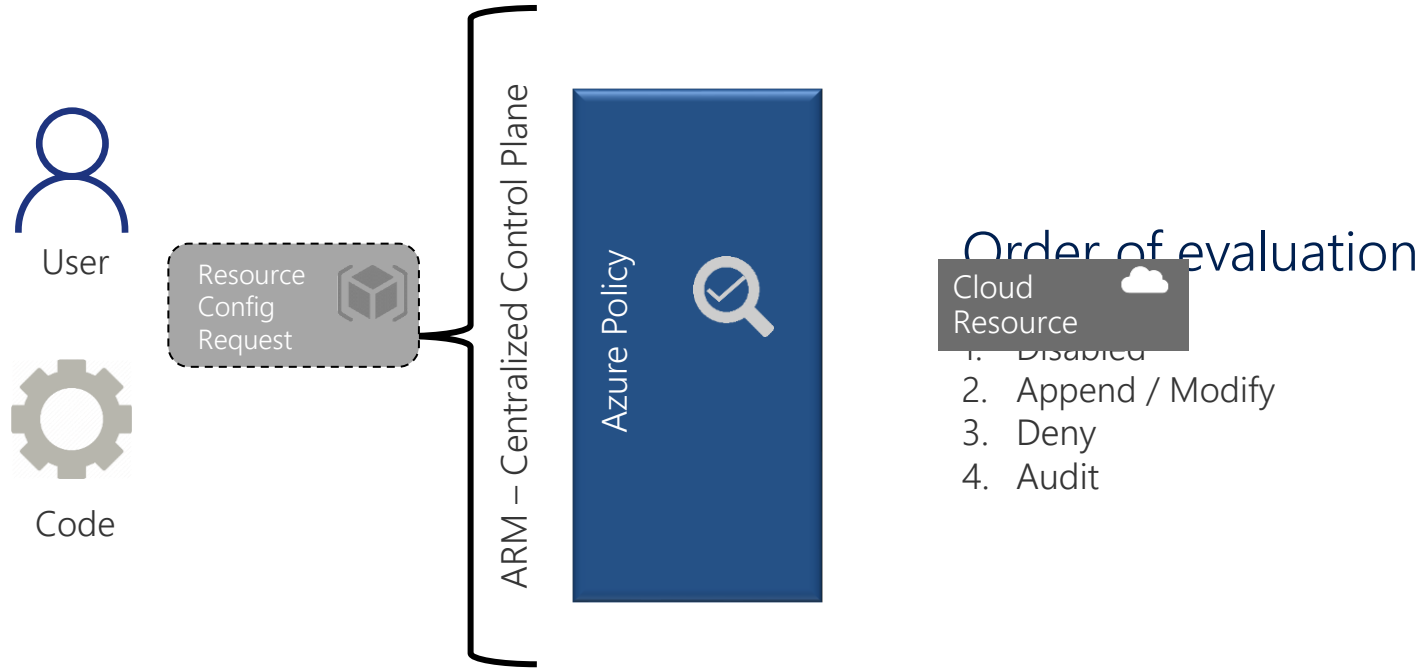 User
Code
Resource
Config
Request
ARM – Centralized Control Plane
Azure Policy
Order of evaluation
Cloud
Resource
1. Disabled
2. Append / Modify
3. Deny
4. Audit